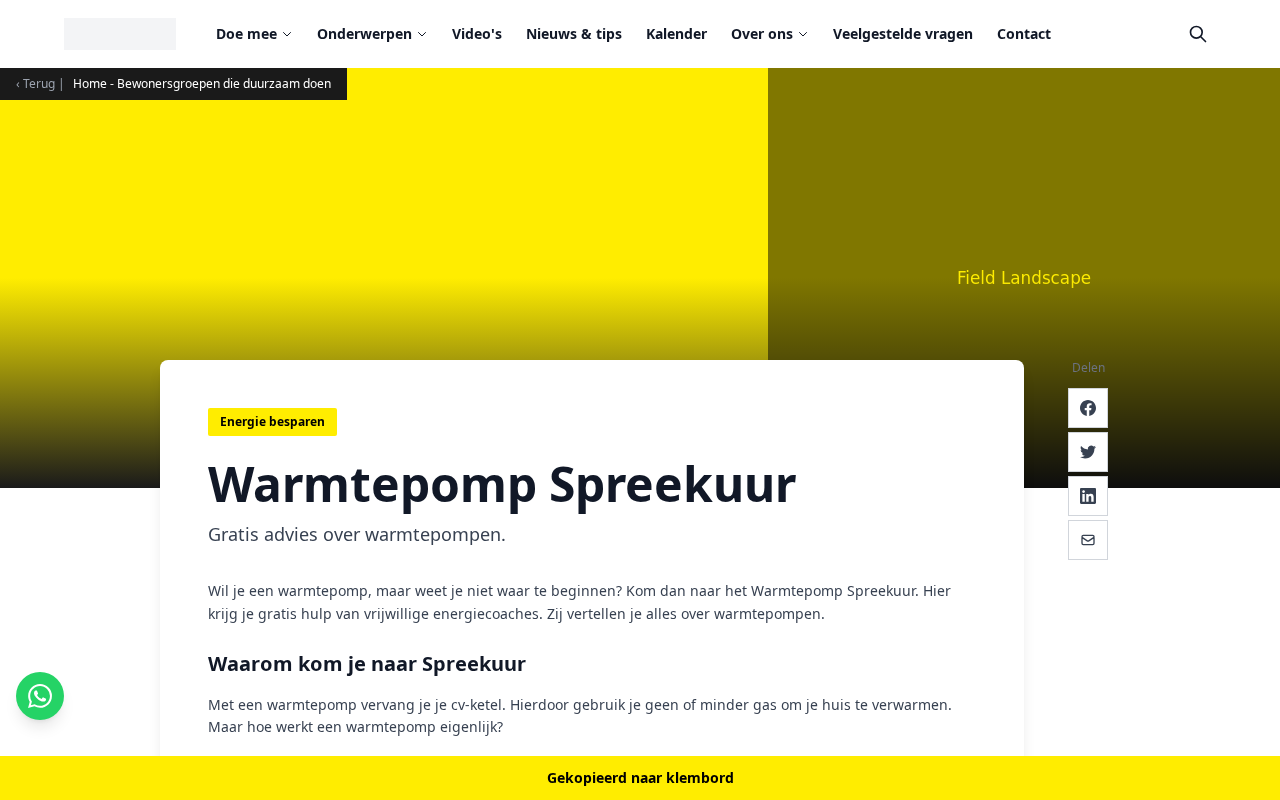 Doe mee Onderwerpen Video's Nieuws & tips Kalender Over ons Veelgestelde vragen Contact
‹ Terug | Home - Bewonersgroepen die duurzaam doen
Field Landscape
Delen
Energie besparen
Warmtepomp Spreekuur
Gratis advies over warmtepompen.
Wil je een warmtepomp, maar weet je niet waar te beginnen? Kom dan naar het Warmtepomp Spreekuur. Hier
krijg je gratis hulp van vrijwillige energiecoaches. Zij vertellen je alles over warmtepompen.
Waarom kom je naar Spreekuur
Met een warmtepomp vervang je je cv-ketel. Hierdoor gebruik je geen of minder gas om je huis te verwarmen.
Maar hoe werkt een warmtepomp eigenlijk?
Gekopieerd naar klembord